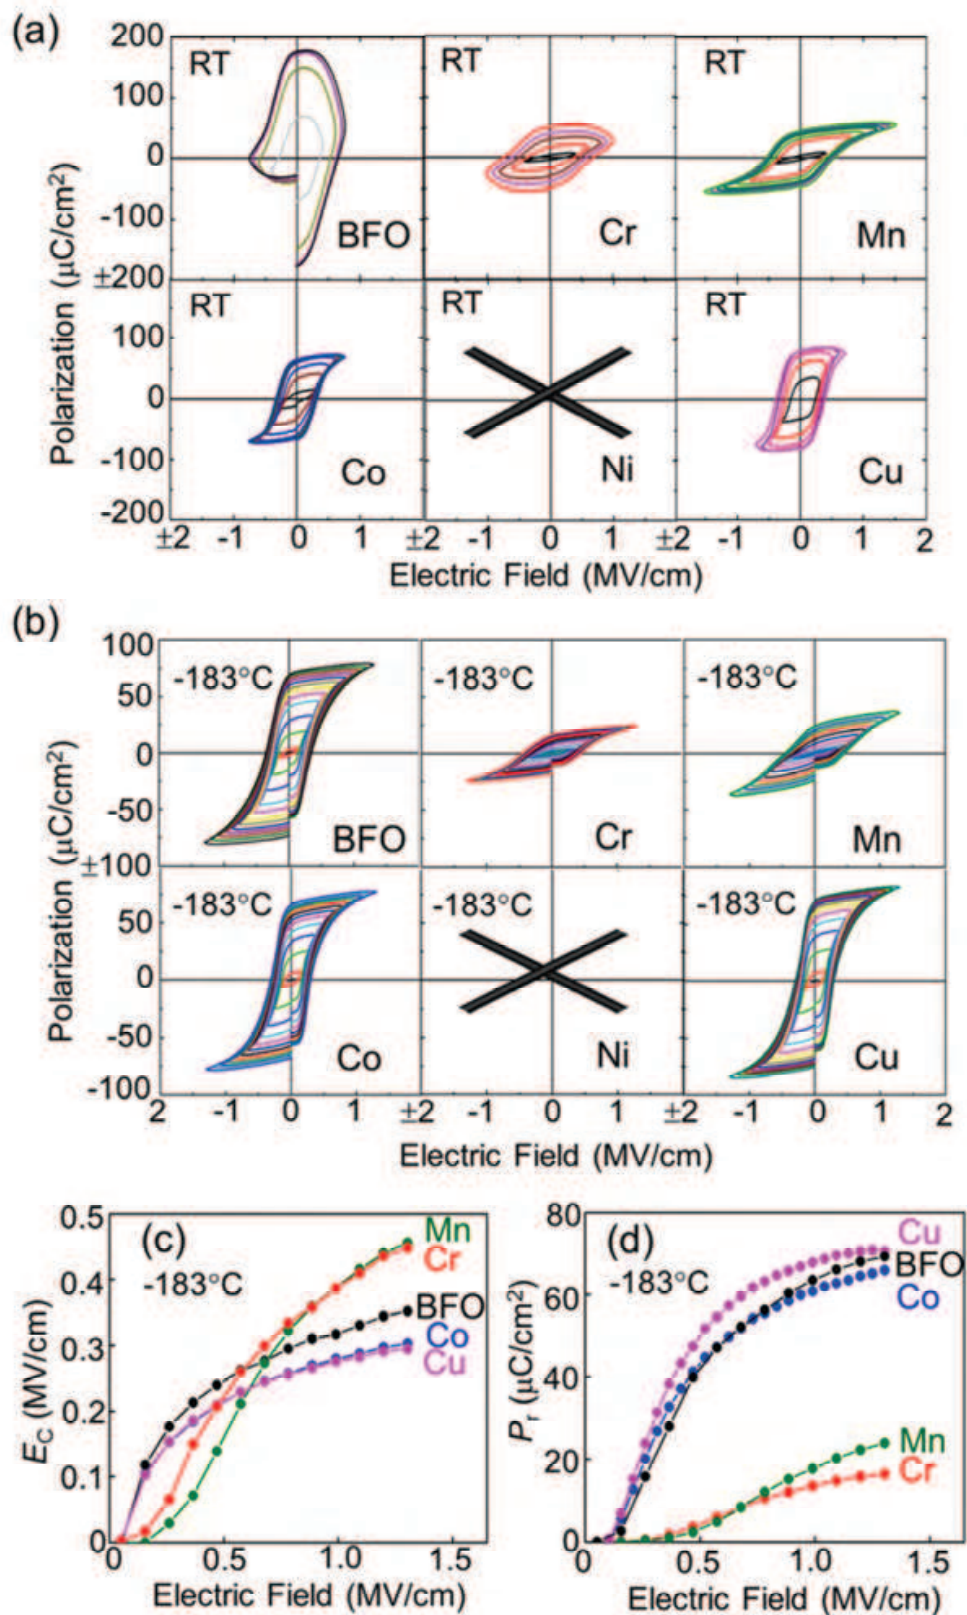 (a)
200
RT
RT
RT
100
0
-100
BFO
Cr
Mn
±200
RT
RT
100
0
-100
Co
Ni
Cu
-200
±2 -1 0 1 ±2 -1 0 1 ±2 -1 0 1 2
Polarization (μC/cm²)
Electric Field (MV/cm)
(b)
100
-183°C
-183°C
-183°C
50
0
-50
BFO
Cr
Mn
±100
-183°C
-183°C
-183°C
50
0
-50
Co
Ni
Cu
-100
2 -1 0 1 ±2 -1 0 1 ±2 -1 0 1 2
Polarization (μC/cm²)
Electric Field (MV/cm)
(c)
-183°C
0.5
0.4
0.3
0.2
0.1
0
Mn
Cr
BFO
Co
Cu
EC (MV/cm)
0 0.5 1.0 1.5
Electric Field (MV/cm)
(d)
-183°C
80
60
40
20
0
Cu
BFO
Co
Mn
Cr
Pr (μC/cm²)
0 0.5 1.0 1.5
Electric Field (MV/cm)